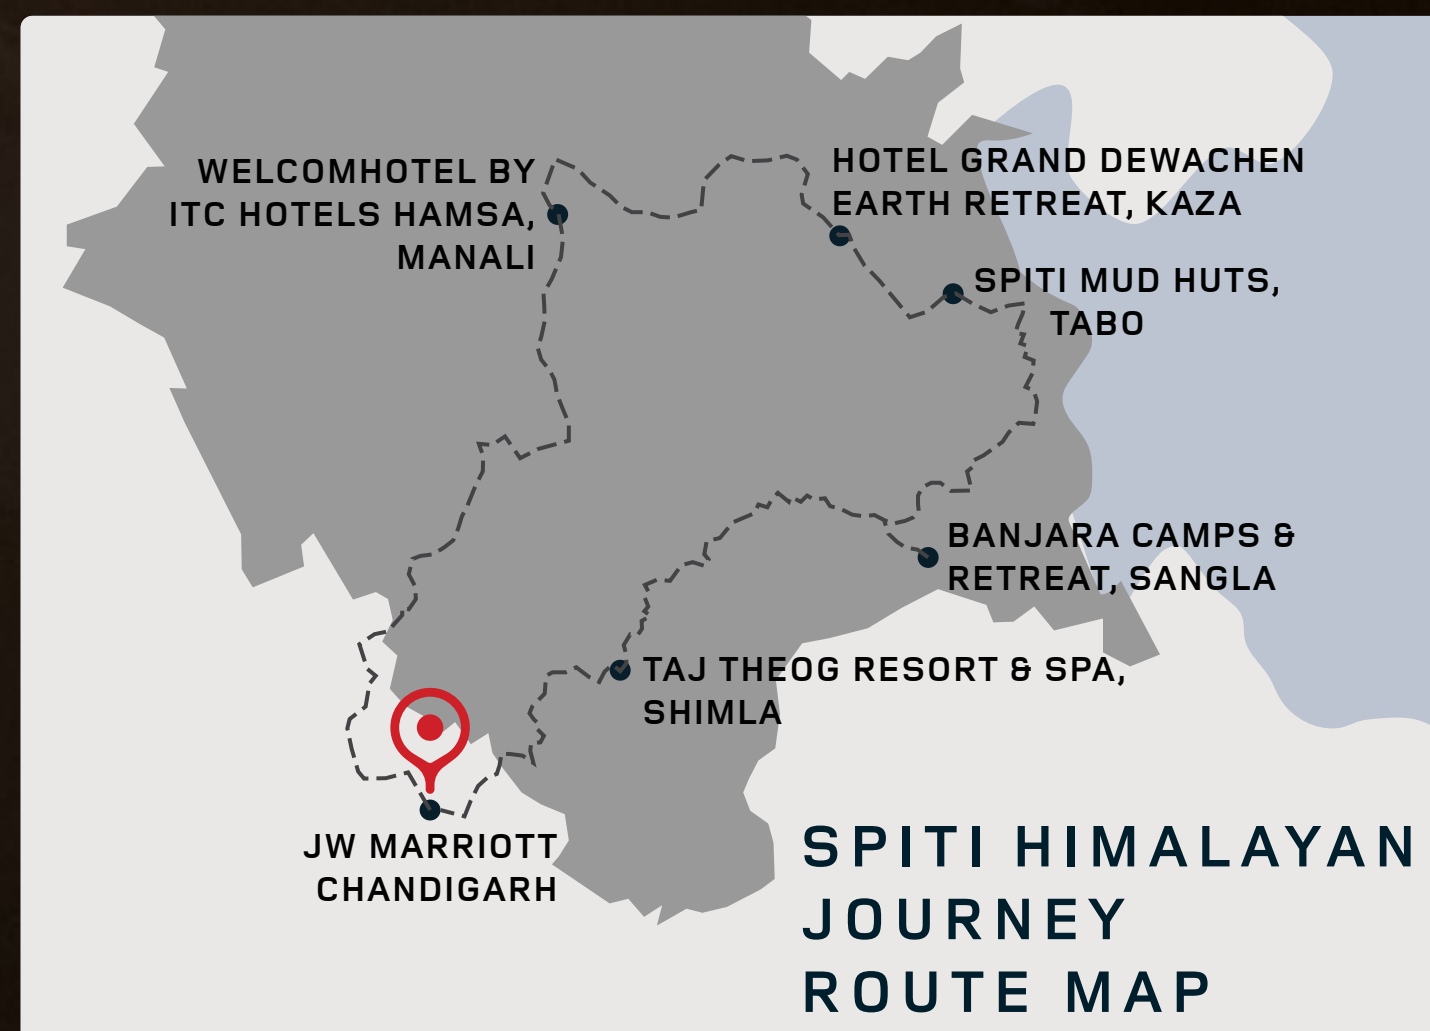 WELCOMHOTEL BY
ITC HOTELS HAMSA,
MANALI
HOTEL GRAND DEWACHEN
EARTH RETREAT, KAZA
SPITI MUD HUTS,
TABO
BANJARA CAMPS &
RETREAT, SANGLA
TAJ THEOG RESORT & SPA,
SHIMLA
JW MARRIOTT
CHANDIGARH
SPITI HIMALAYAN
JOURNEY
ROUTE MAP